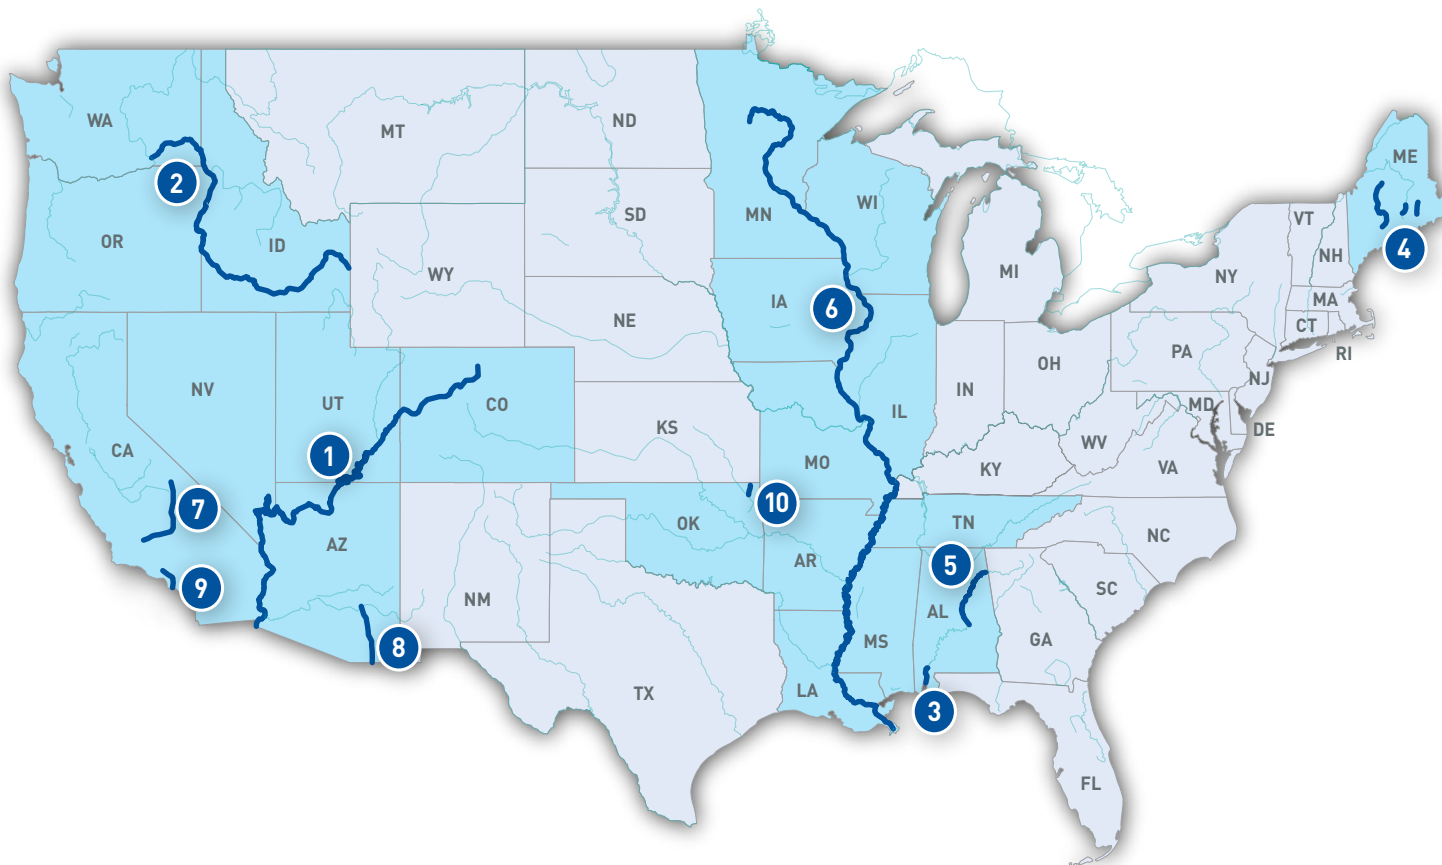 WA
MT
ND
ME
2
OR
ID
SD
MN
WI
VT
4
WY
MI
NH
NY
IA
6
MA
NE
CT
PA
RI
OH
NV
UT
CO
IN
NJ
IL
MD
DE
KS
CA
1
WV
MO
KY
VA
7
10
OK
TN
NC
AZ
AR
5
9
NM
SC
AL
8
MS
GA
TX
LA
3
FL